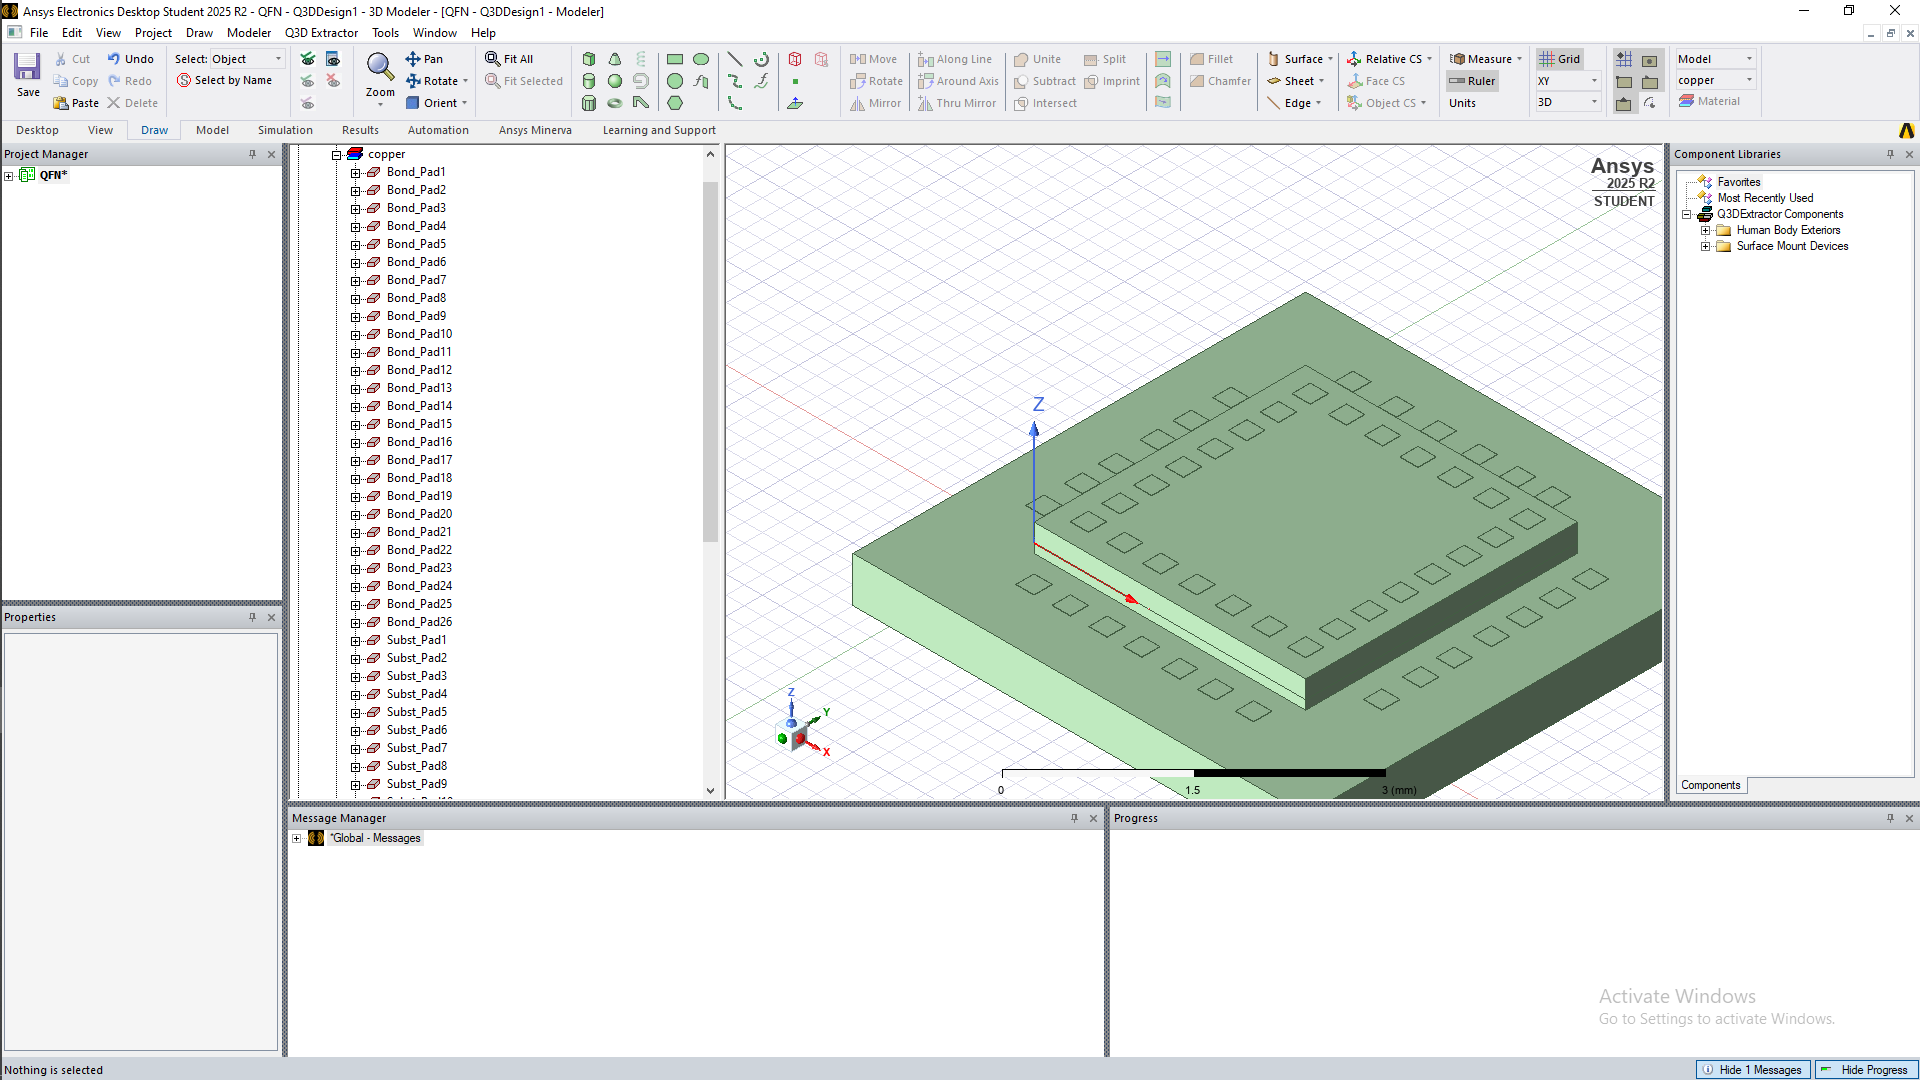 Ansys Electronics Desktop Student 2025 R2 - QFN - Q3DDesign1 - 3D Modeler - [QFN - Q3DDesign1 - Modeler]
File Edit View Project Draw Modeler Q3D Extractor Tools Window Help
Save
Cut
Copy
Paste
Undo
Redo
Delete
Select: Object
Select by Name
Zoom
Pan
Rotate
Orient
Fit All
Fit Selected
Move
Rotate
Mirror
Along Line
Around Axis
Thru Mirror
Unite
Subtract
Intersect
Split
Imprint
Fillet
Chamfer
Surface
Sheet
Edge
Relative CS
Face CS
Object CS
Measure
Ruler
Units
Grid
XY
3D
Model
copper
Material
Desktop View Draw Model Simulation Results Automation Ansys Minerva Learning and Support
Project Manager
QFN*
Properties
copper
Bond_Pad1
Bond_Pad2
Bond_Pad3
Bond_Pad4
Bond_Pad5
Bond_Pad6
Bond_Pad7
Bond_Pad8
Bond_Pad9
Bond_Pad10
Bond_Pad11
Bond_Pad12
Bond_Pad13
Bond_Pad14
Bond_Pad15
Bond_Pad16
Bond_Pad17
Bond_Pad18
Bond_Pad19
Bond_Pad20
Bond_Pad21
Bond_Pad22
Bond_Pad23
Bond_Pad24
Bond_Pad25
Bond_Pad26
Subst_Pad1
Subst_Pad2
Subst_Pad3
Subst_Pad4
Subst_Pad5
Subst_Pad6
Subst_Pad7
Subst_Pad8
Subst_Pad9
Ansys
2025 R2
STUDENT
Z
Z
Y
X
0 1.5 3 (mm)
Component Libraries
Favorites
Most Recently Used
Q3DExtractor Components
Human Body Exteriors
Surface Mount Devices
Components
Message Manager
*Global - Messages
Progress
Activate Windows
Go to Settings to activate Windows.
Nothing is selected
Hide 1 Messages
Hide Progress